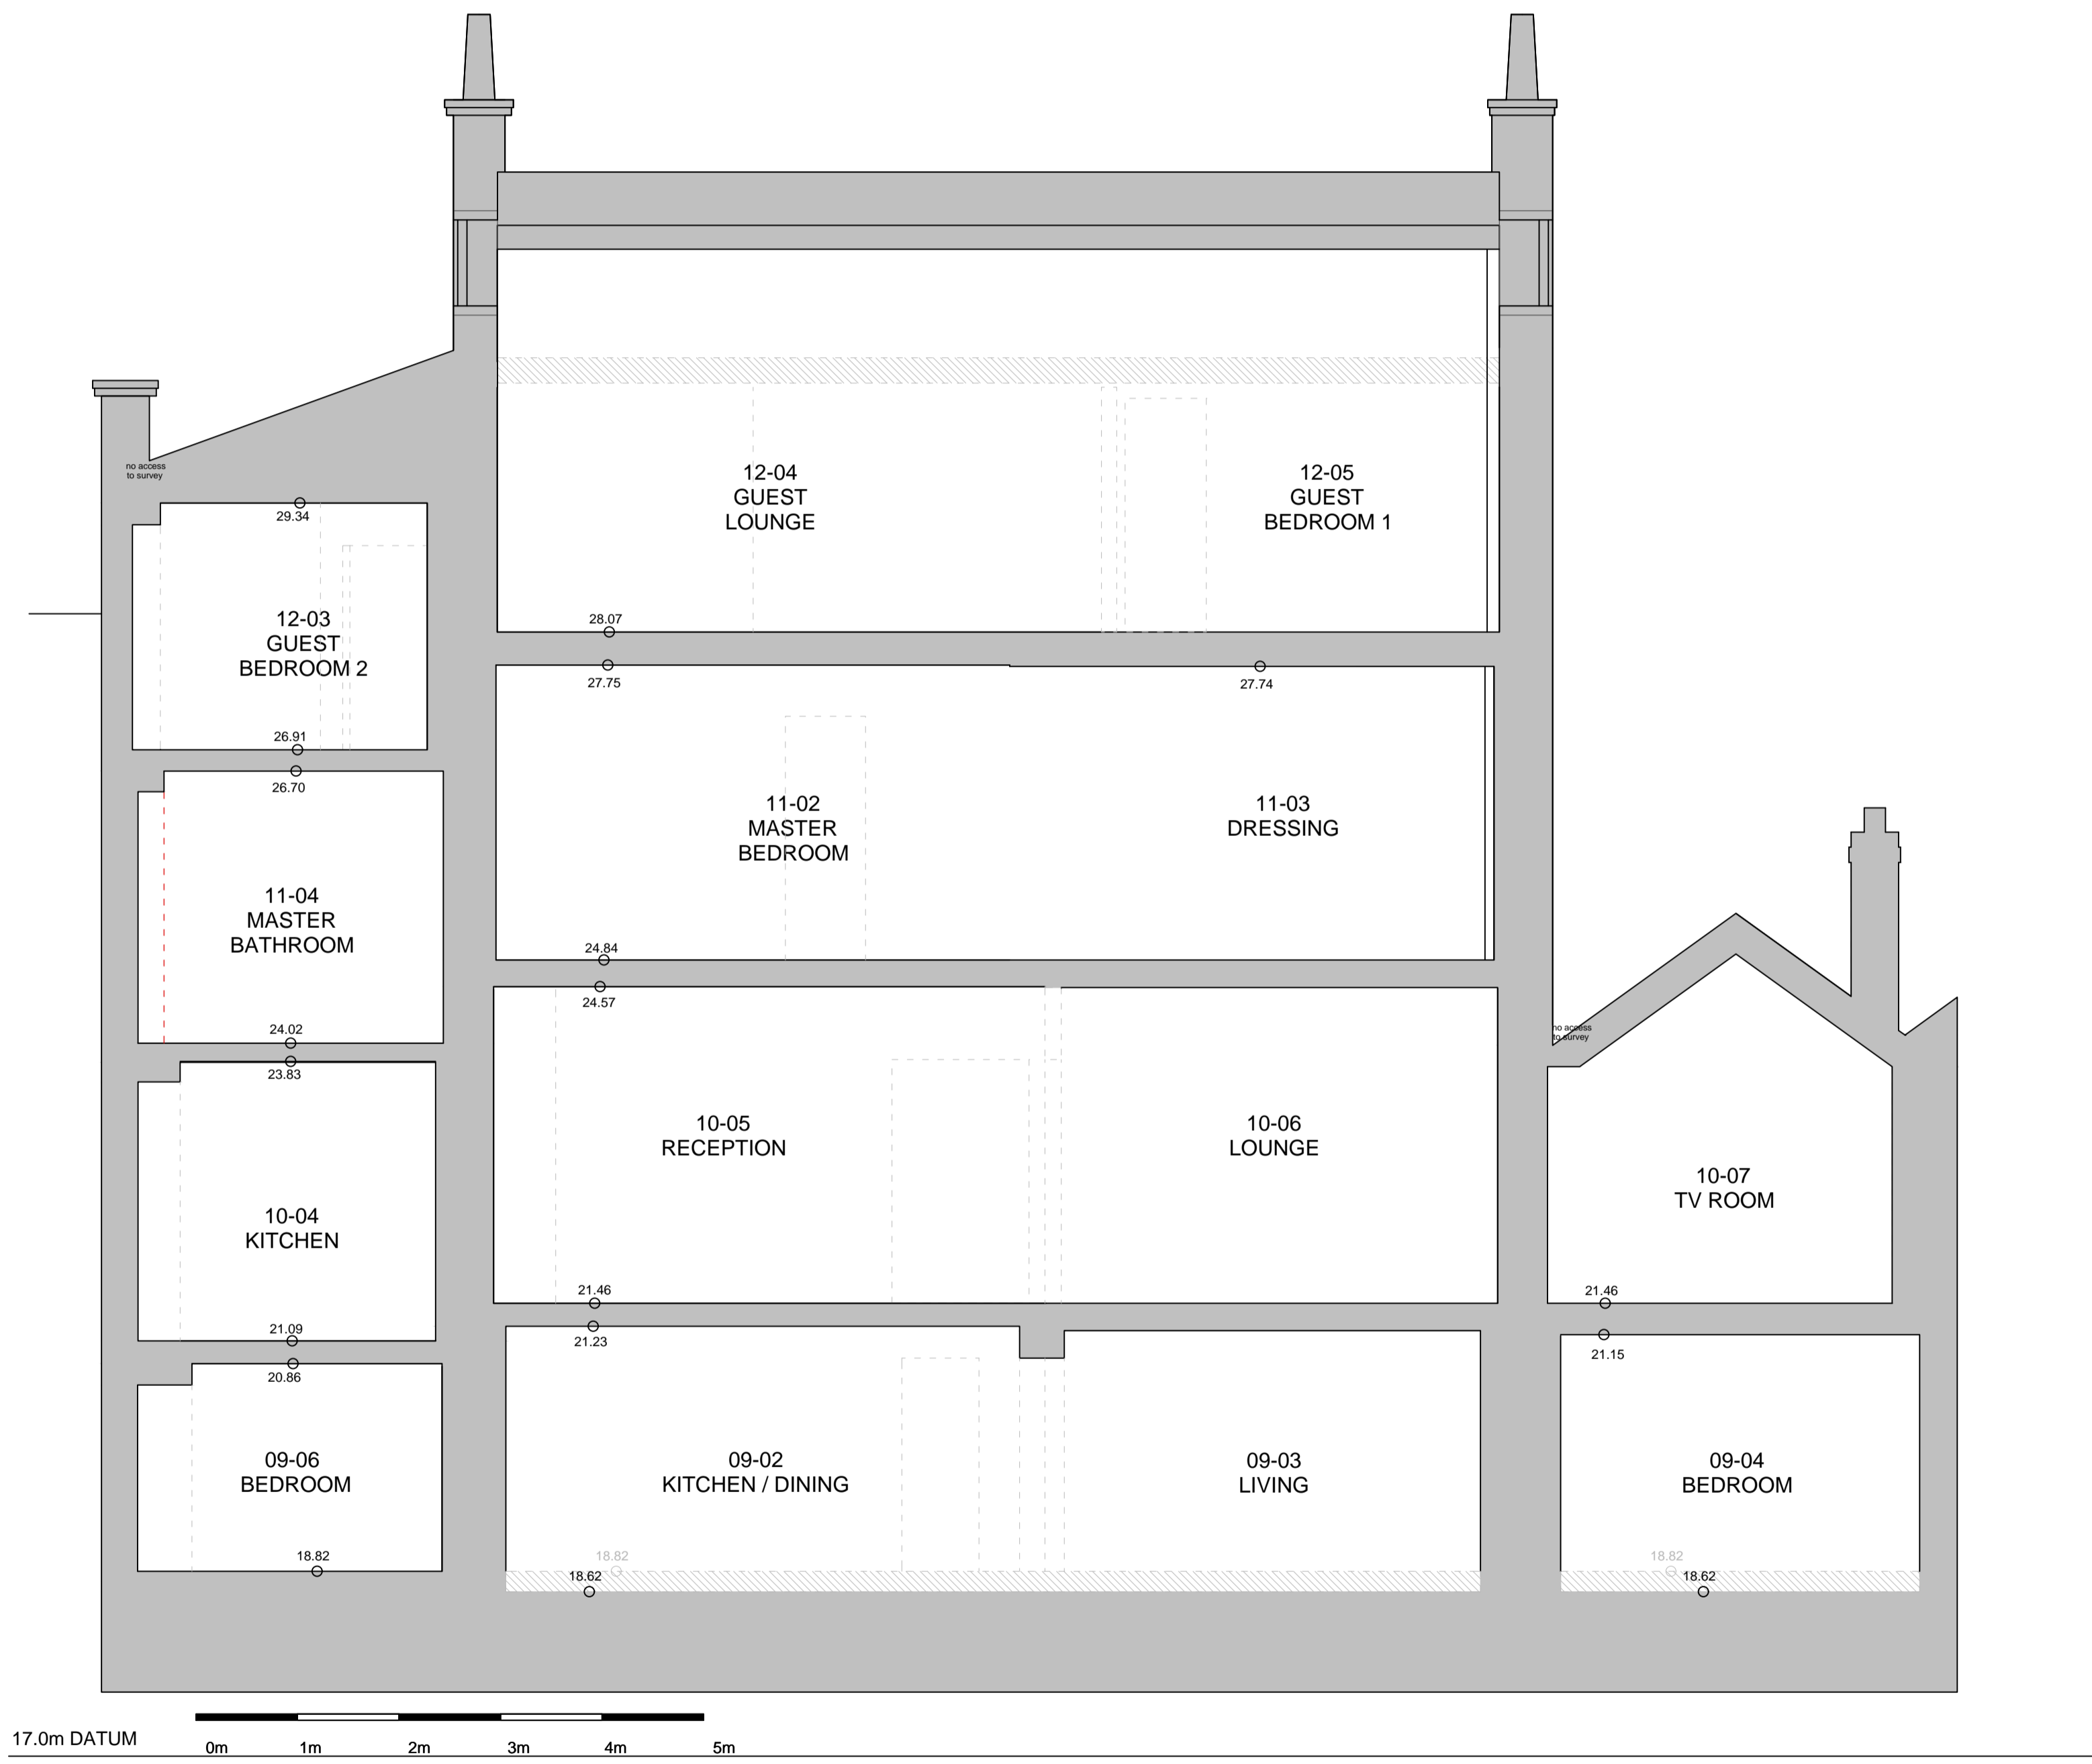 no access
to survey
29.34
12-04
GUEST
LOUNGE
12-05
GUEST
BEDROOM 1
28.07
12-03
GUEST
BEDROOM 2
27.75
27.74
26.91
26.70
11-02
MASTER
BEDROOM
11-03
DRESSING
11-04
MASTER
BATHROOM
24.84
24.57
24.02
23.83
no access
to survey
10-05
RECEPTION
10-06
LOUNGE
10-07
TV ROOM
10-04
KITCHEN
21.46
21.46
21.09
21.23
21.15
20.86
09-06
BEDROOM
09-02
KITCHEN / DINING
09-03
LIVING
09-04
BEDROOM
18.82
18.82
18.62
18.82
18.62
17.0m DATUM
0m 1m 2m 3m 4m 5m